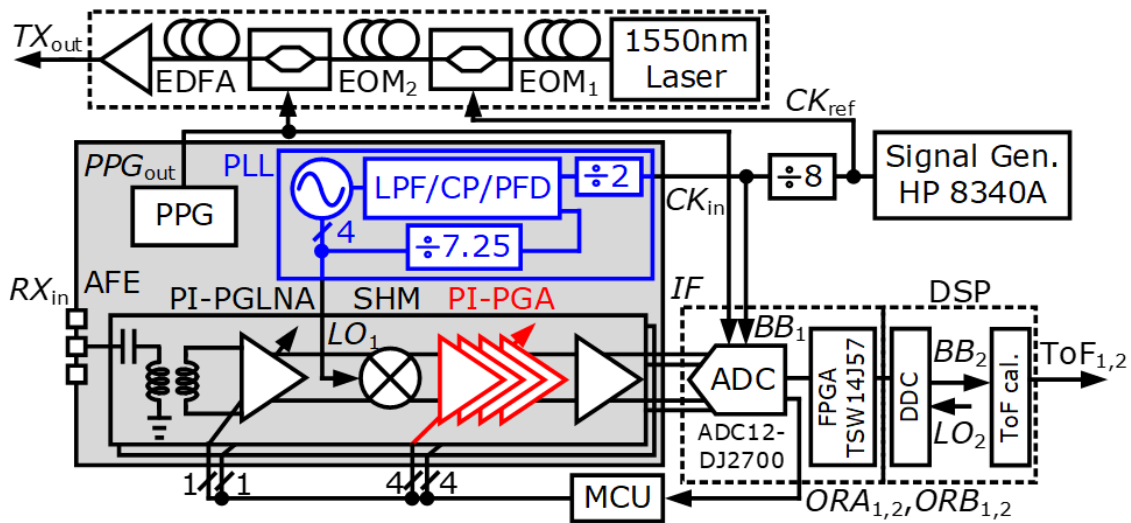 TXout
EDFA
EOM2
EOM1
1550nm
Laser
CKref
PPGout
PLL
LPF/CP/PFD
÷2
÷8
Signal Gen.
HP 8340A
PPG
4
÷7.25
CKin
RXin
AFE
PI-PGLNA
SHM
PI-PGA
IF
DSP
LO1
BB1
ADC
FPGA
TSW14J57
DDC
BB2
LO2
ToF cal.
ToF1,2
ADC12-
DJ2700
1
1
4
4
MCU
ORA1,2,ORB1,2